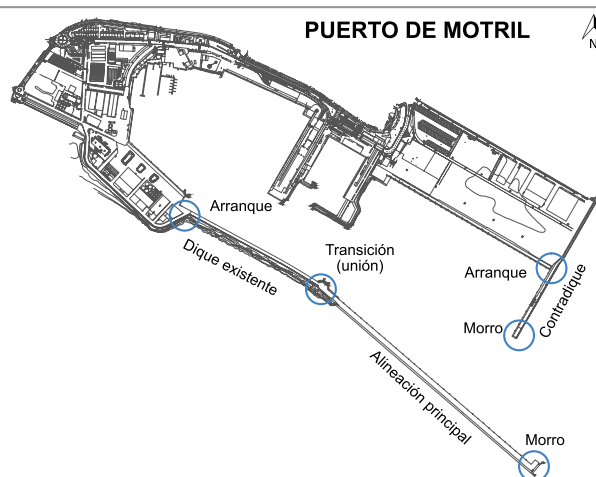 PUERTO DE MOTRIL
N
Arranque
Transición
(unión)
Dique existente
Arranque
Contradique
Morro
Alineación principal
Morro